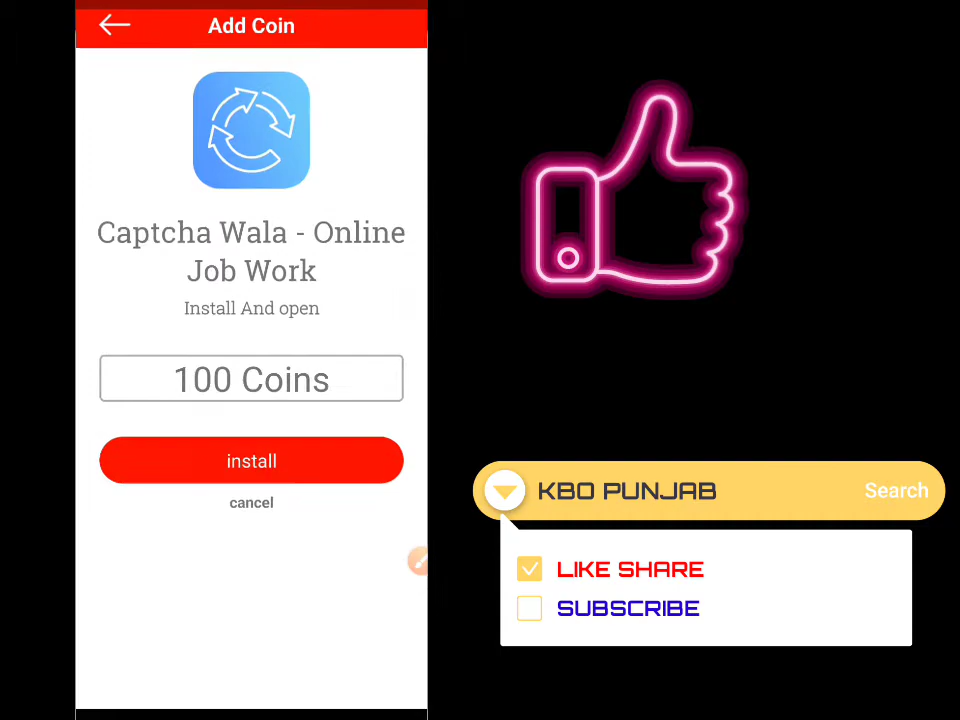 Add Coin
Captcha Wala - Online
Job Work
Install And open
100 Coins
install
cancel
KBO PUNJAB
Search
LIKE SHARE
SUBSCRIBE